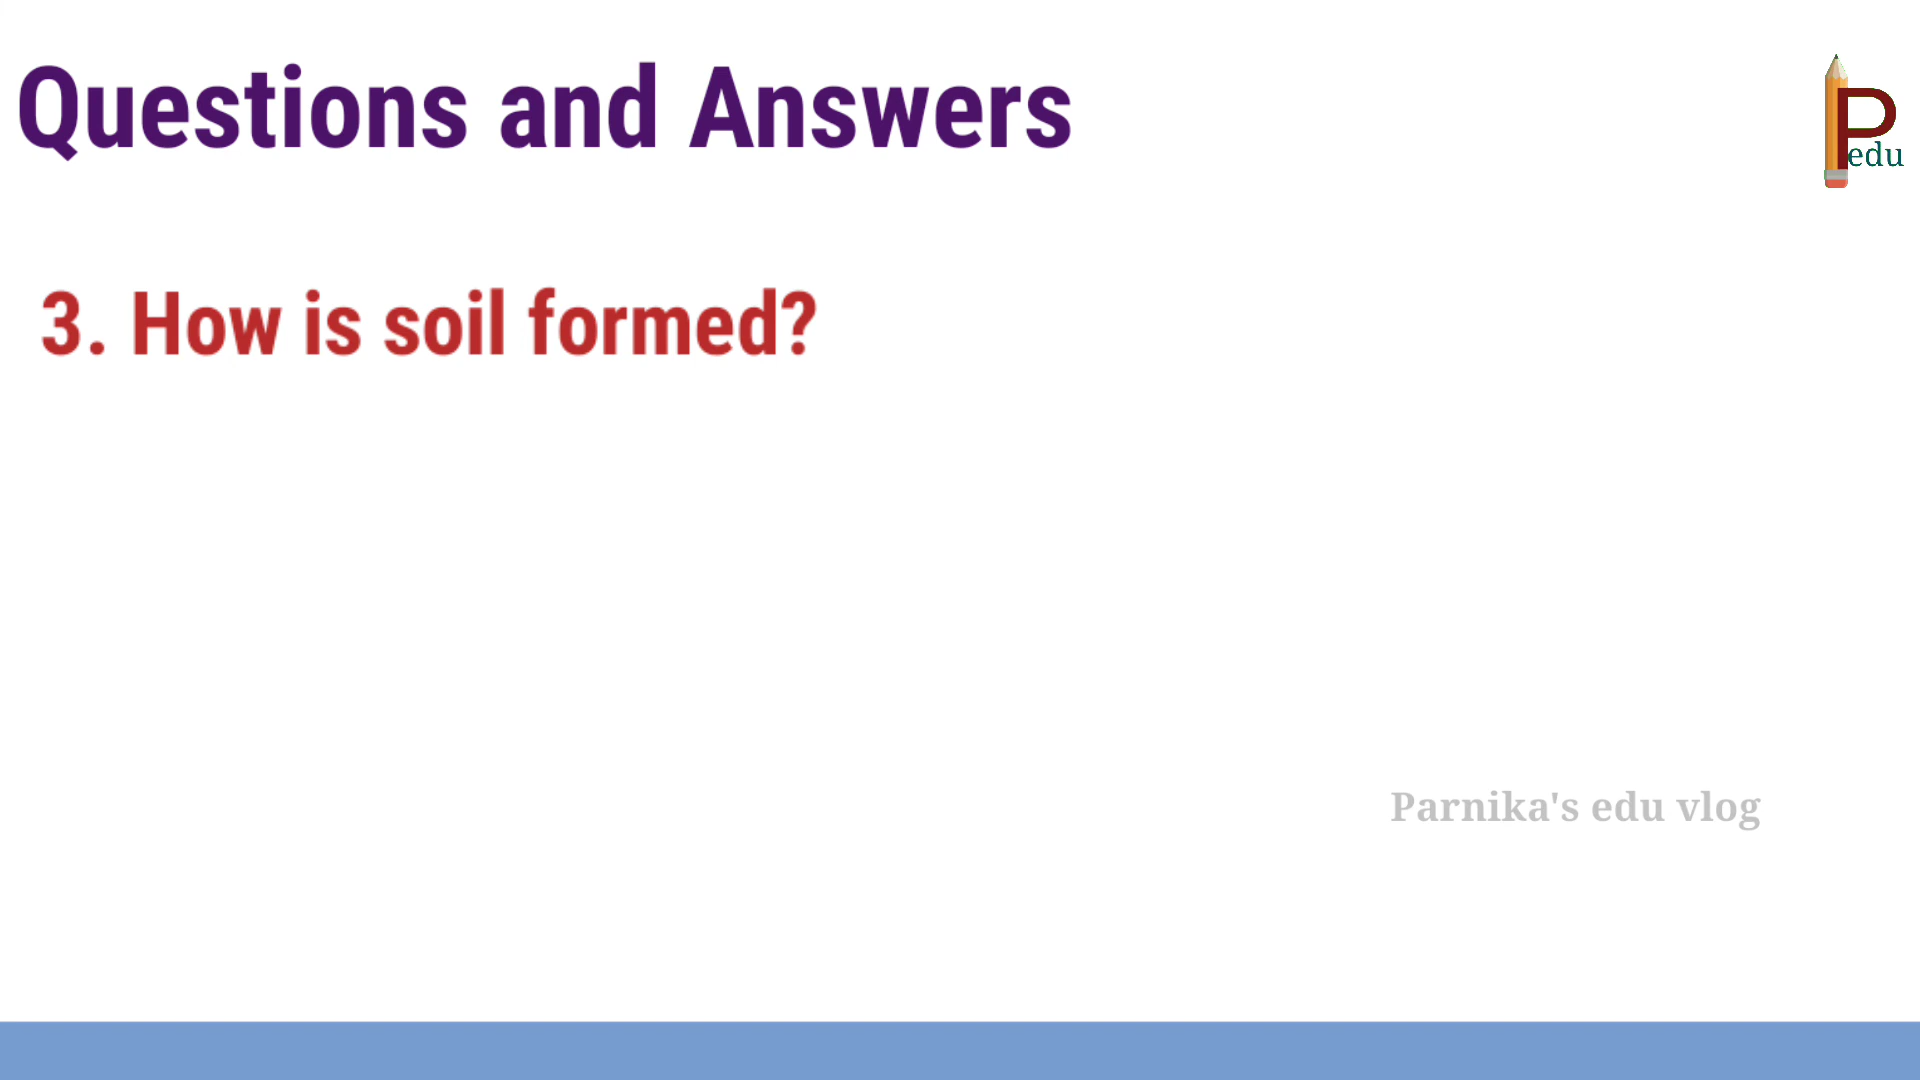 Questions and Answers
P
edu
3. How is soil formed?
Parnika's edu vlog